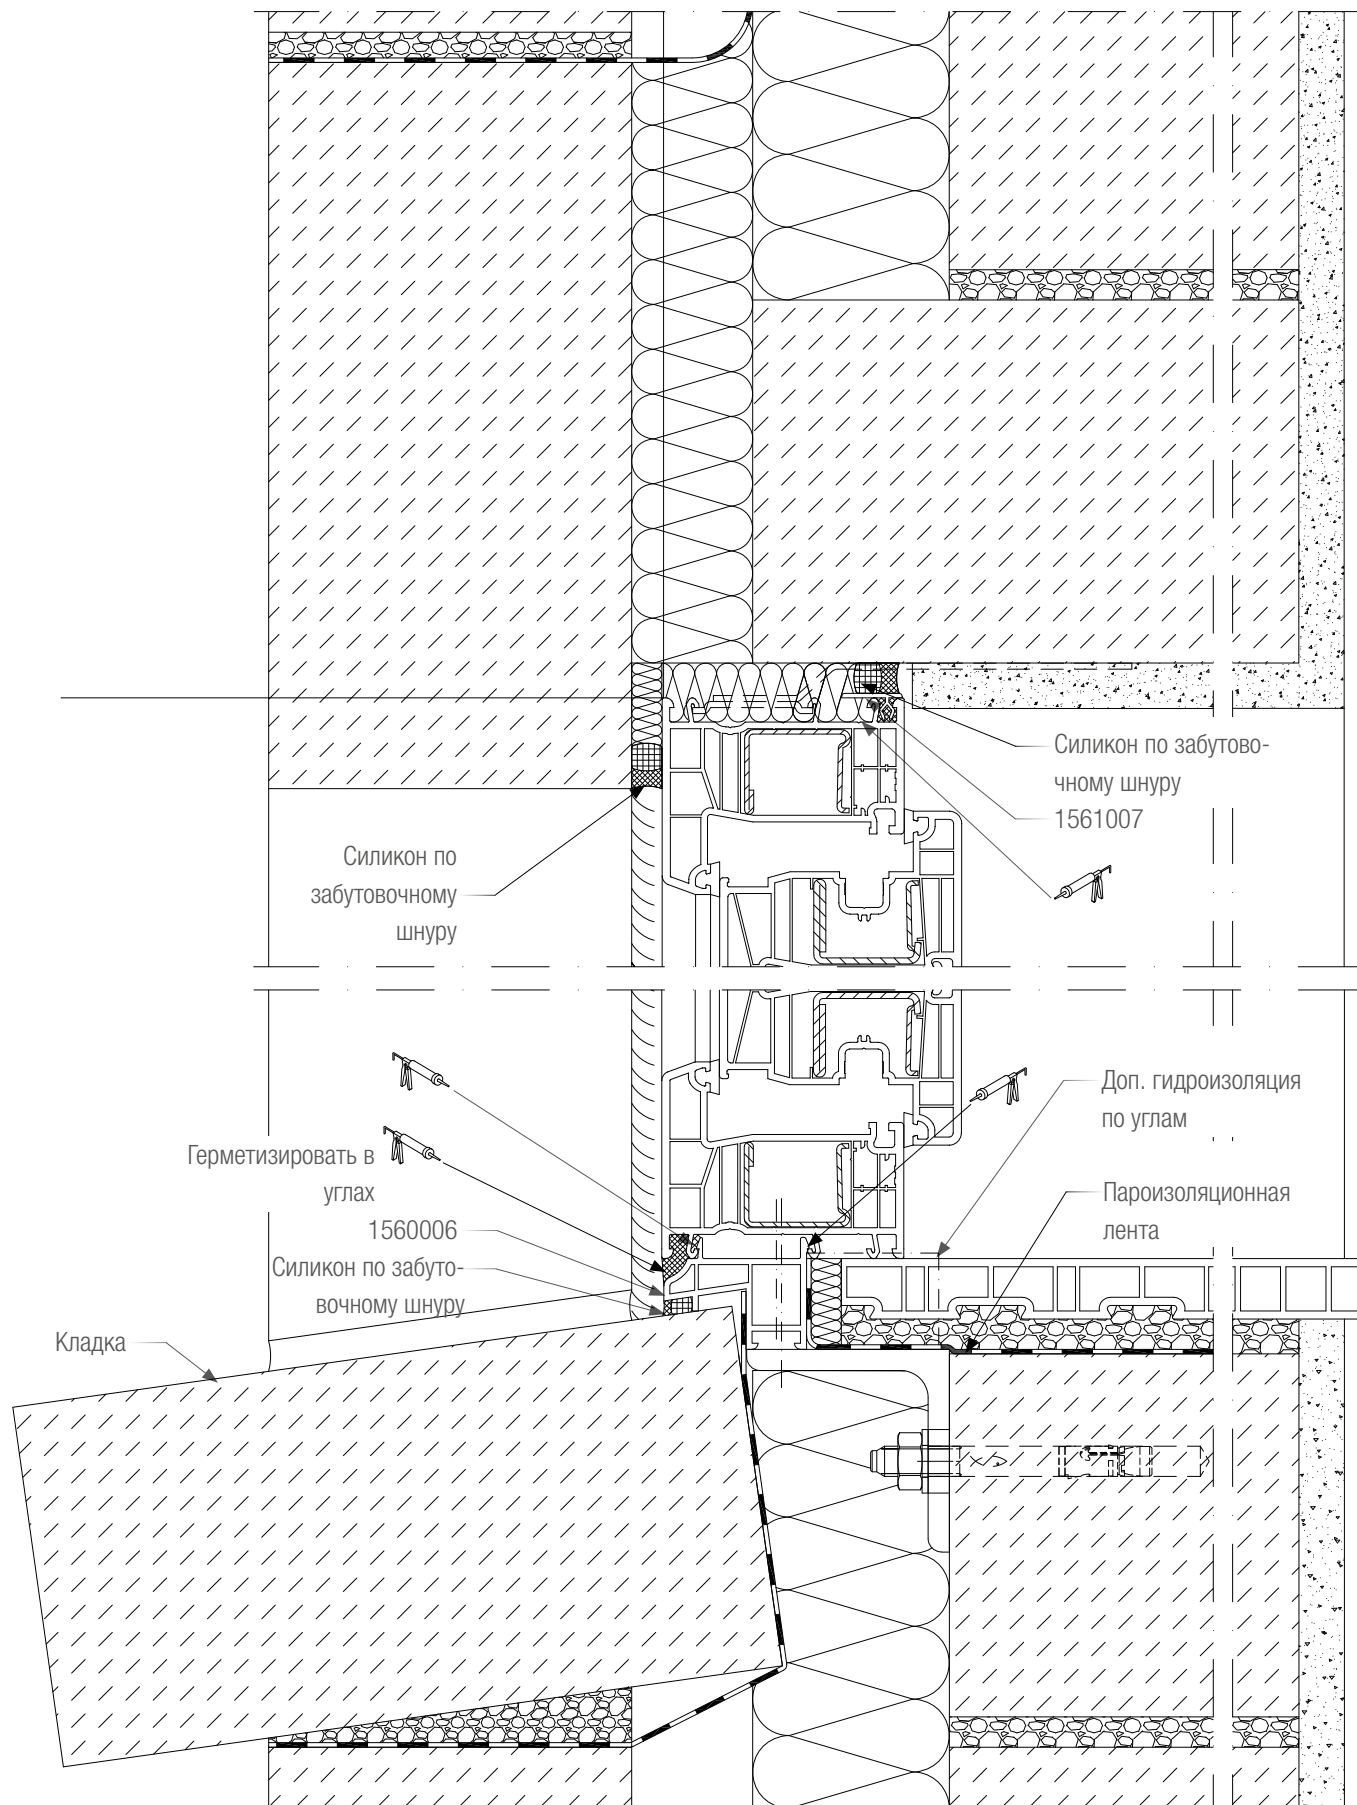 Силикон по забутово-
чному шнуру
1561007
Силикон по
забутовочному
шнуру
Доп. гидроизоляция
по углам
Герметизировать в
углах
1560006
Силикон по забуто-
вочному шнуру
Пароизоляционная
лента
Кладка